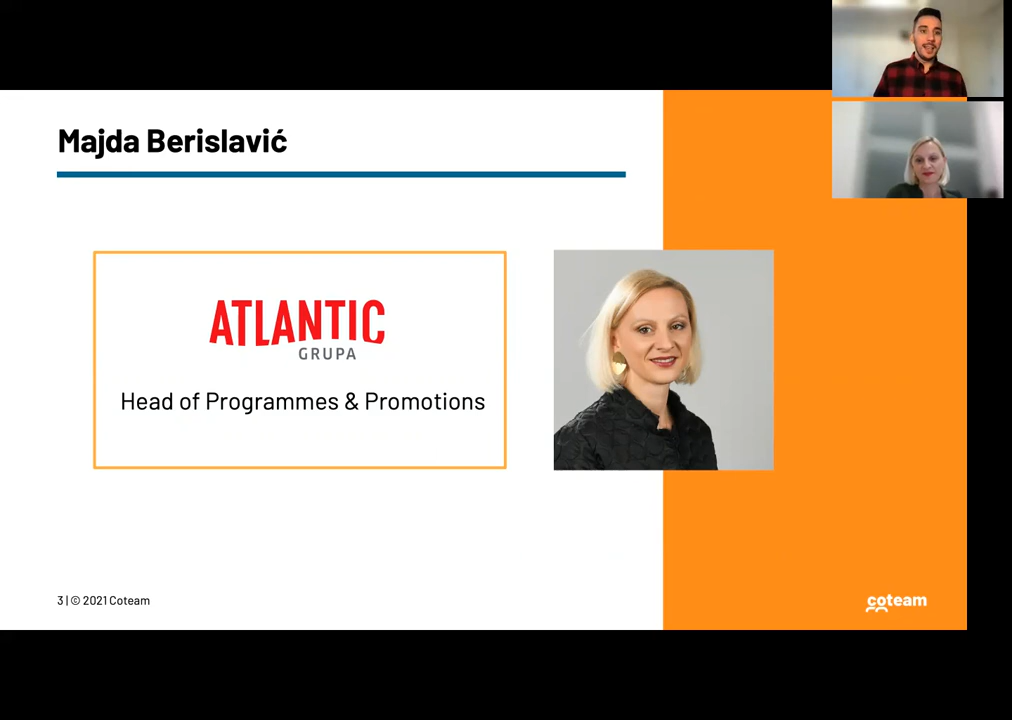 Majda Berislavić
ATLANTIC
GRUPA
Head of Programmes & Promotions
3 | © 2021 Coteam
coteam